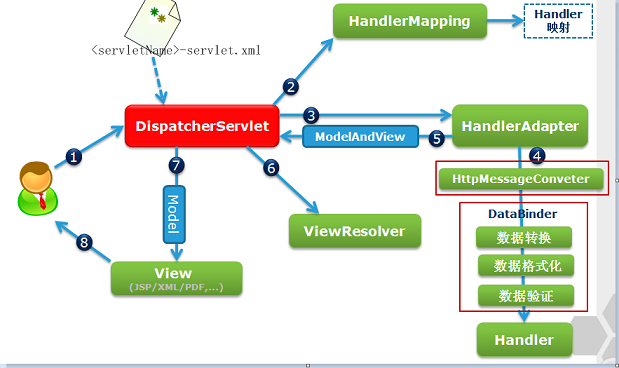 <servletName>-servlet.xml
HandlerMapping
Handler
映射
2
DispatcherServlet
3
ModelAndView
5
HandlerAdapter
1
7
6
4
HttpMessageConveter
Model
DataBinder
ViewResolver
数据转换
8
View
(JSP/XML/PDF,...)
数据格式化
数据验证
Handler